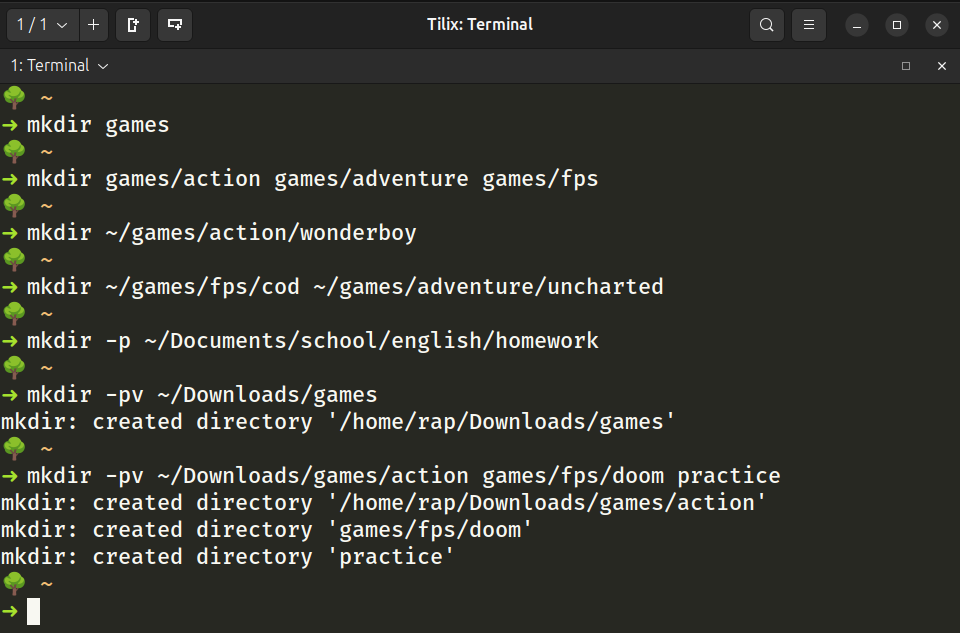 1 / 1
Tilix: Terminal
1: Terminal
~
➜ mkdir games
~
➜ mkdir games/action games/adventure games/fps
~
➜ mkdir ~/games/action/wonderboy
~
➜ mkdir ~/games/fps/cod ~/games/adventure/uncharted
~
➜ mkdir -p ~/Documents/school/english/homework
~
➜ mkdir -pv ~/Downloads/games
mkdir: created directory '/home/rap/Downloads/games'
~
➜ mkdir -pv ~/Downloads/games/action games/fps/doom practice
mkdir: created directory '/home/rap/Downloads/games/action'
mkdir: created directory 'games/fps/doom'
mkdir: created directory 'practice'
~
➜